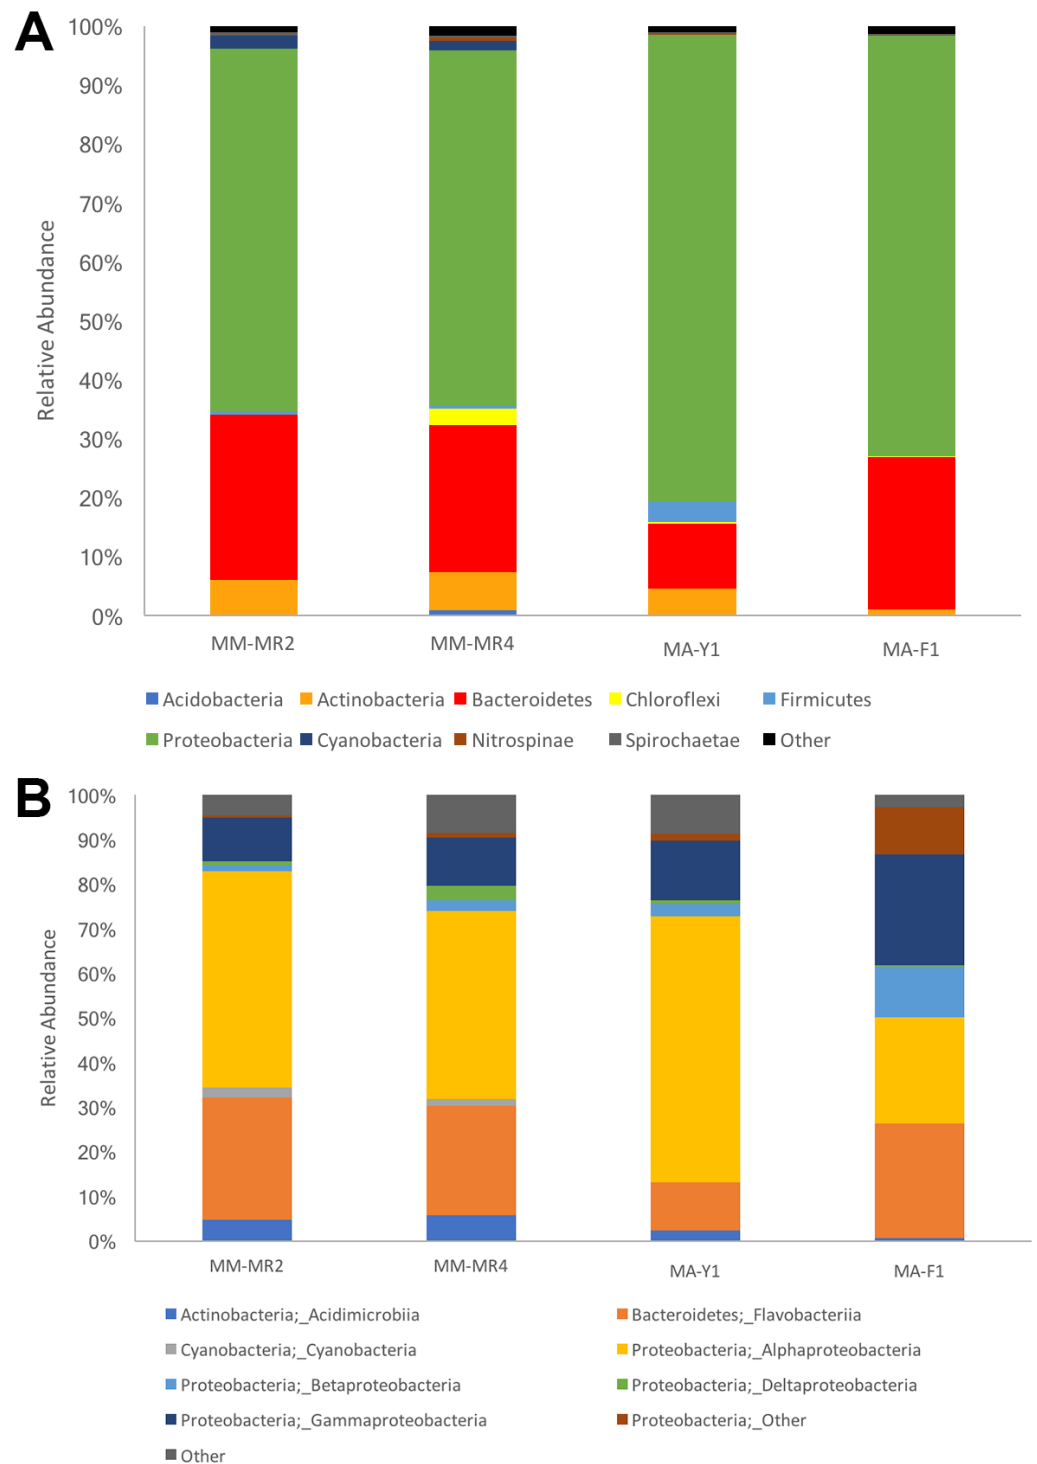 A
100%
90%
80%
70%
60%
50%
40%
30%
20%
10%
0%
Relative Abundance
MM-MR2 MM-MR4 MA-Y1 MA-F1
Acidobacteria Actinobacteria Bacteroidetes Chloroflexi Firmicutes
Proteobacteria Cyanobacteria Nitrospinae Spirochaetae Other
B
100%
90%
80%
70%
60%
50%
40%
30%
20%
10%
0%
Relative Abundance
MM-MR2 MM-MR4 MA-Y1 MA-F1
Actinobacteria;_Acidimicrobiia Bacteroidetes;_Flavobacteriia
Cyanobacteria;_Cyanobacteria Proteobacteria;_Alphaproteobacteria
Proteobacteria;_Betaproteobacteria Proteobacteria;_Deltaproteobacteria
Proteobacteria;_Gammaproteobacteria Proteobacteria;_Other
Other